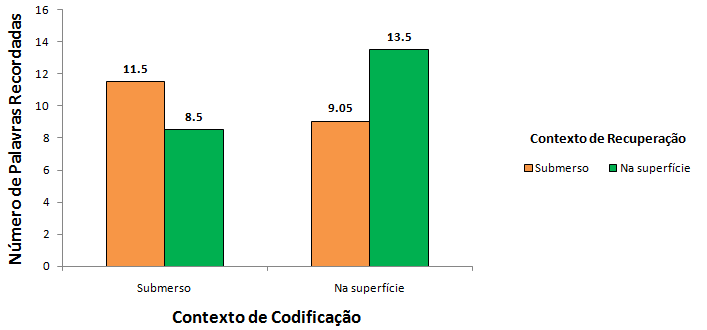 Número de Palavras Recordadas
16
14
12
10
8
6
4
2
0
11.5
8.5
9.05
13.5
Submerso
Na superfície
Contexto de Codificação
Contexto de Recuperação
Submerso
Na superfície